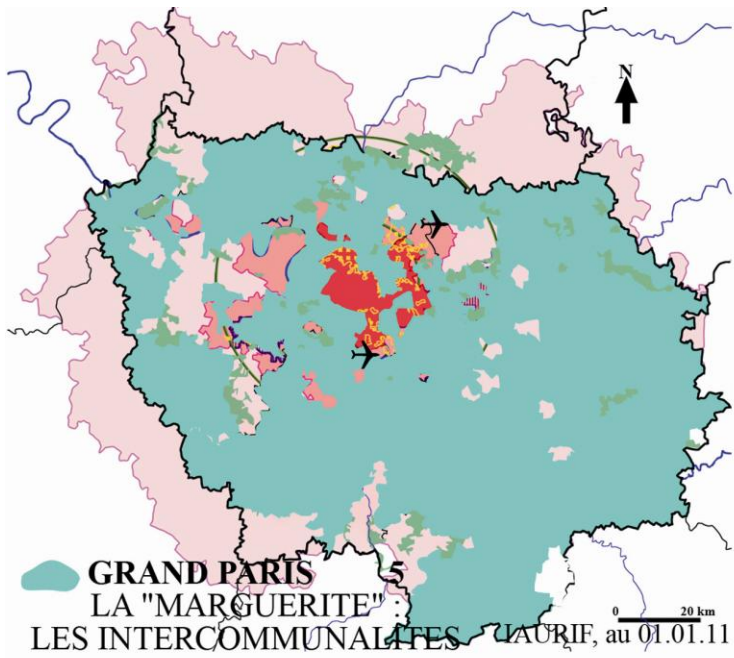 N
GRAND PARIS 5
LA "MARGUERITE" :
LES INTERCOMMUNALITES
0 20 km
IAURIF, au 01.01.11